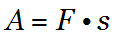 A = F • s